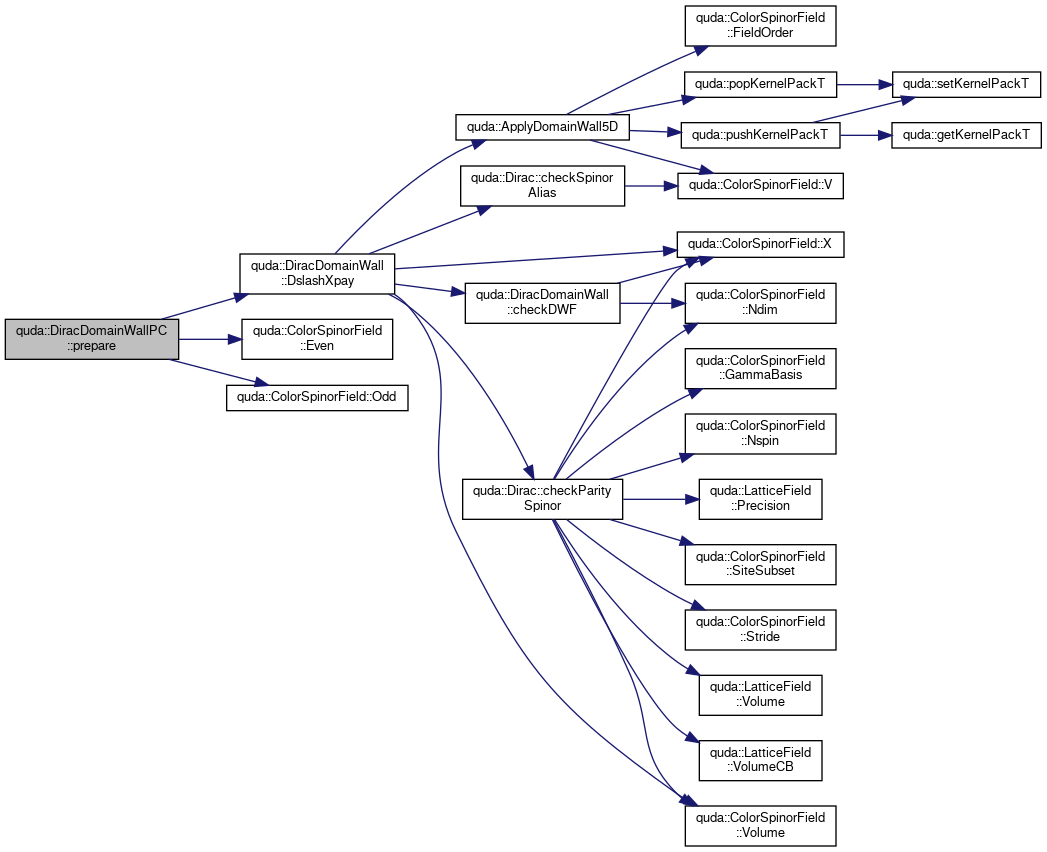 quda::ColorSpinorField
::FieldOrder
quda::popKernelPackT
quda::setKernelPackT
quda::ApplyDomainWall5D
quda::pushKernelPackT
quda::getKernelPackT
quda::Dirac::checkSpinor
Alias
quda::ColorSpinorField::V
quda::ColorSpinorField::X
quda::DiracDomainWall
::DslashXpay
quda::DiracDomainWall
::checkDWF
quda::ColorSpinorField
::Ndim
quda::DiracDomainWallPC
::prepare
quda::ColorSpinorField
::Even
quda::ColorSpinorField::Odd
quda::ColorSpinorField
::GammaBasis
quda::ColorSpinorField
::Nspin
quda::Dirac::checkParity
Spinor
quda::LatticeField
::Precision
quda::ColorSpinorField
::SiteSubset
quda::ColorSpinorField
::Stride
quda::LatticeField
::Volume
quda::LatticeField
::VolumeCB
quda::ColorSpinorField
::Volume